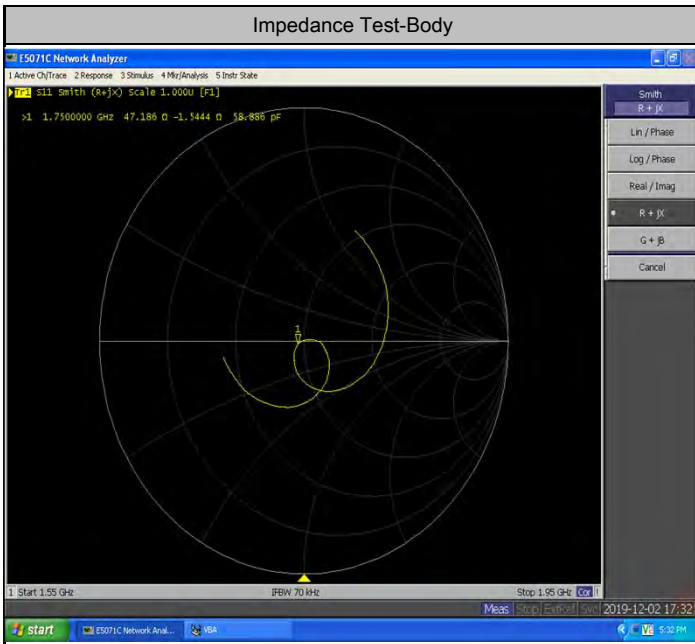 Impedance Test-Body
E5071C Network Analyzer
1 Active Ch/Trace 2 Response 3 Stimulus 4 Mkr/Analysis 5 Instr State
Tr1 S11 Smith (R+jX) Scale 1.000U [F1]
>1 1.7500000 GHz 47.186 Ω -1.5444 Ω 58.886 pF
1
Smith
R + jX
Lin / Phase
Log / Phase
Real / Imag
R + jX
G + jB
Cancel
1 Start 1.55 GHz IFBW 70 kHz Stop 1.95 GHz Cor !
Meas Stop ExtRef Svc 2019-12-02 17:32
start E5071C Network Anal... VBA 5:32 PM